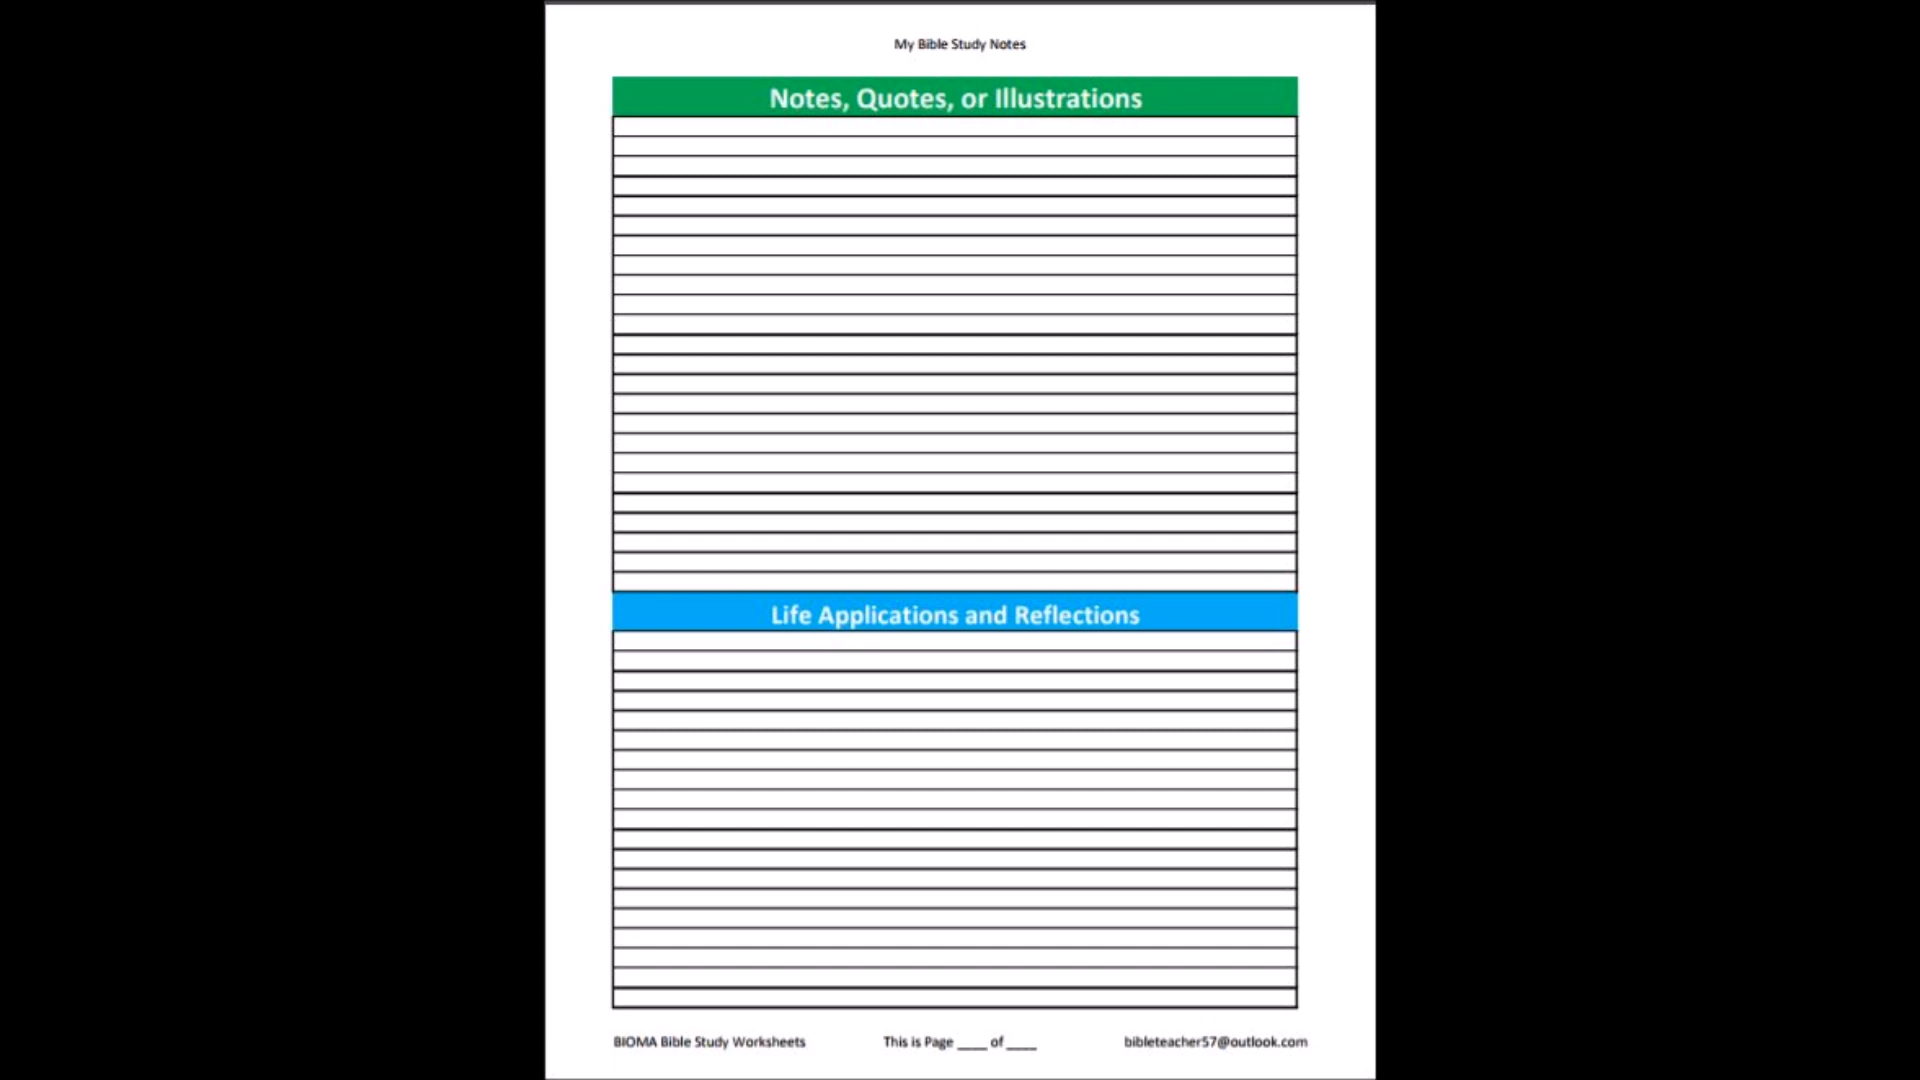 My Bible Study Notes
Notes, Quotes, or Illustrations
Life Applications and Reflections
BIOMA Bible Study Worksheets This is Page ____ of ____ bibleteacher57@outlook.com